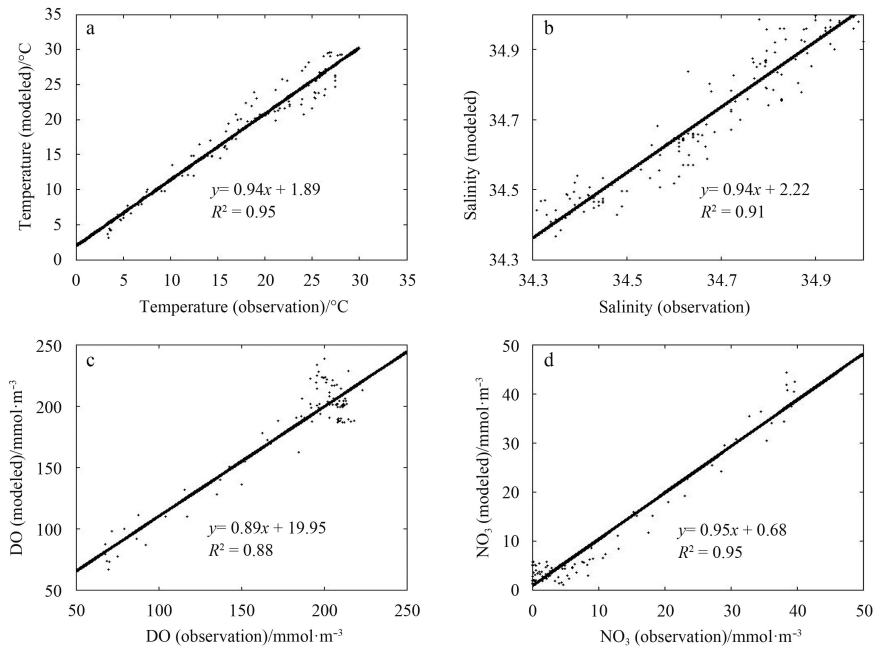 a
35
30
25
20
15
10
5
0
Temperature (modeled)/°C
y= 0.94x + 1.89
R² = 0.95
0 5 10 15 20 25 30 35
Temperature (observation)/°C
b
34.9
34.7
34.5
34.3
Salinity (modeled)
y= 0.94x + 2.22
R² = 0.91
34.3 34.5 34.7 34.9
Salinity (observation)
c
250
200
150
100
50
DO (modeled)/mmol·m⁻³
y= 0.89x + 19.95
R² = 0.88
50 100 150 200 250
DO (observation)/mmol·m⁻³
d
50
40
30
20
10
0
NO₃ (modeled)/mmol·m⁻³
y= 0.95x + 0.68
R² = 0.95
0 10 20 30 40 50
NO₃ (observation)/mmol·m⁻³